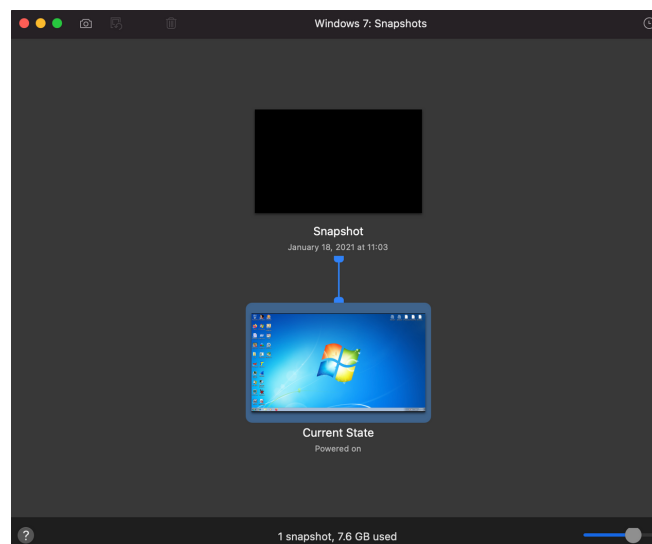 Windows 7: Snapshots
Snapshot
January 18, 2021 at 11:03
Current State
Powered on
?
1 snapshot, 7.6 GB used